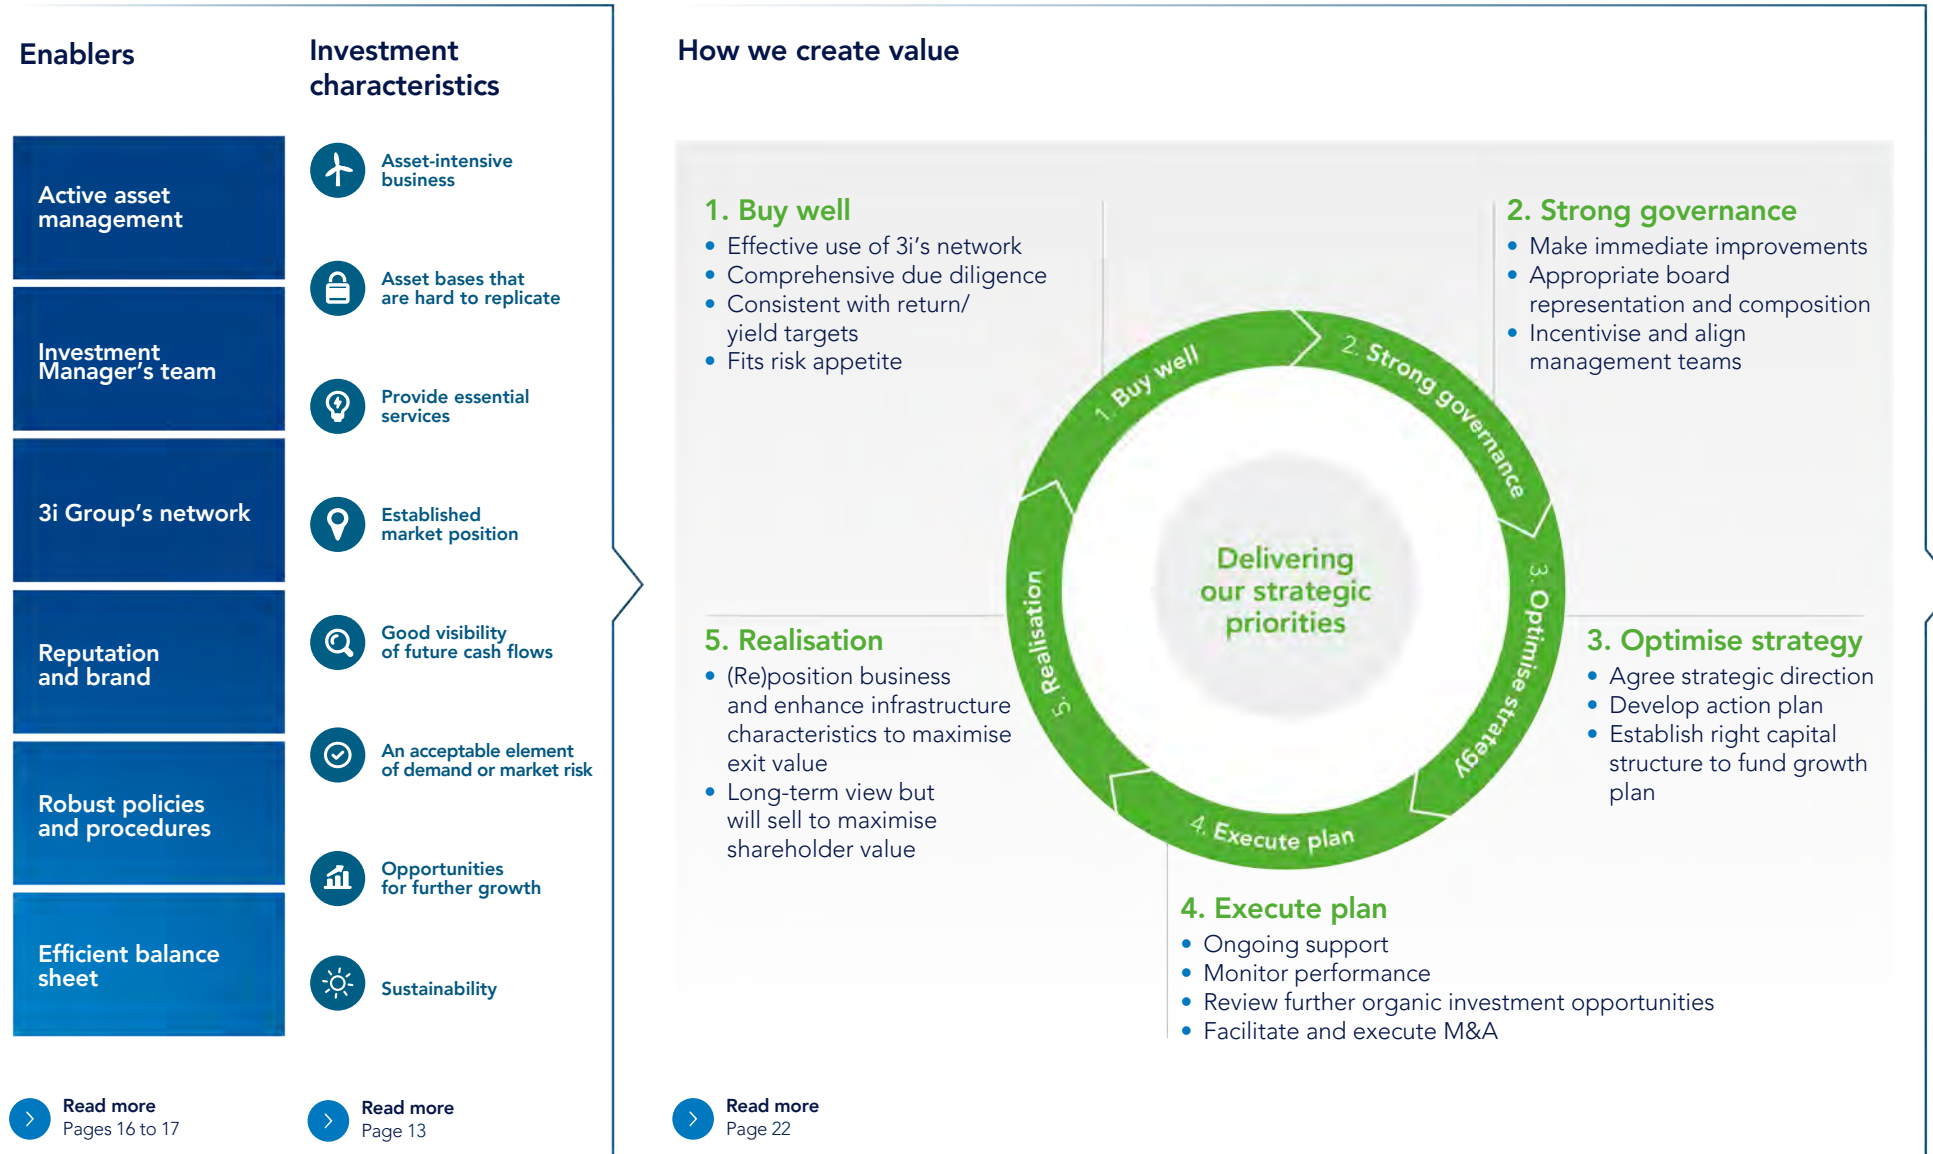 Enablers
Active asset
management
Investment
Manager's team
3i Group's network
Reputation
and brand
Robust policies
and procedures
Efficient balance
sheet
Read more
Pages 16 to 17
Investment
characteristics
Asset-intensive
business
Asset bases that
are hard to replicate
Provide essential
services
Established
market position
Good visibility
of future cash flows
An acceptable element
of demand or market risk
Opportunities
for further growth
Sustainability
Read more
Page 13
How we create value
1. Buy well
• Effective use of 3i's network
• Comprehensive due diligence
• Consistent with return/
yield targets
• Fits risk appetite
2. Strong governance
• Make immediate improvements
• Appropriate board
representation and composition
• Incentivise and align
management teams
3. Optimise strategy
• Agree strategic direction
• Develop action plan
• Establish right capital
structure to fund growth
plan
4. Execute plan
• Ongoing support
• Monitor performance
• Review further organic investment opportunities
• Facilitate and execute M&A
5. Realisation
• (Re)position business
and enhance infrastructure
characteristics to maximise
exit value
• Long-term view but
will sell to maximise
shareholder value
1. Buy well
2. Strong governance
3. Optimise strategy
4. Execute plan
5. Realisation
Delivering
our strategic
priorities
Read more
Page 22